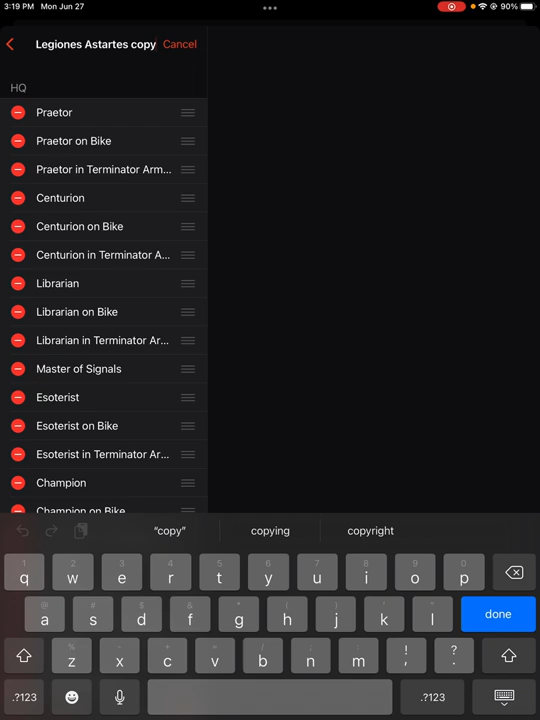 3:19 PM Mon Jun 27
90%
Legiones Astartes copy Cancel
HQ
Praetor
Praetor on Bike
Praetor in Terminator Arm...
Centurion
Centurion on Bike
Centurion in Terminator A...
Librarian
Librarian on Bike
Librarian in Terminator Ar...
Master of Signals
Esoterist
Esoterist on Bike
Esoterist in Terminator Ar...
Champion
Champion on Bike
“copy” copying copyright
1 2 3 4 5 6 7 8 9 0
q w e r t y u i o p
@ # $ & * ( ) ' "
a s d f g h j k l done
% - + = / ; : ! ?
z x c v b n m , .
.?123 .?123